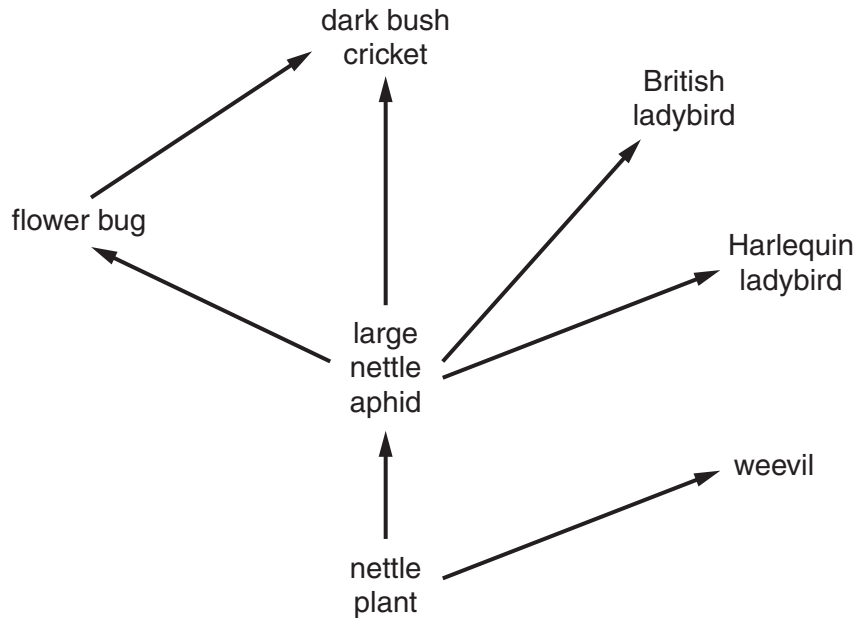 dark bush
cricket
British
ladybird
flower bug
Harlequin
ladybird
large
nettle
aphid
weevil
nettle
plant